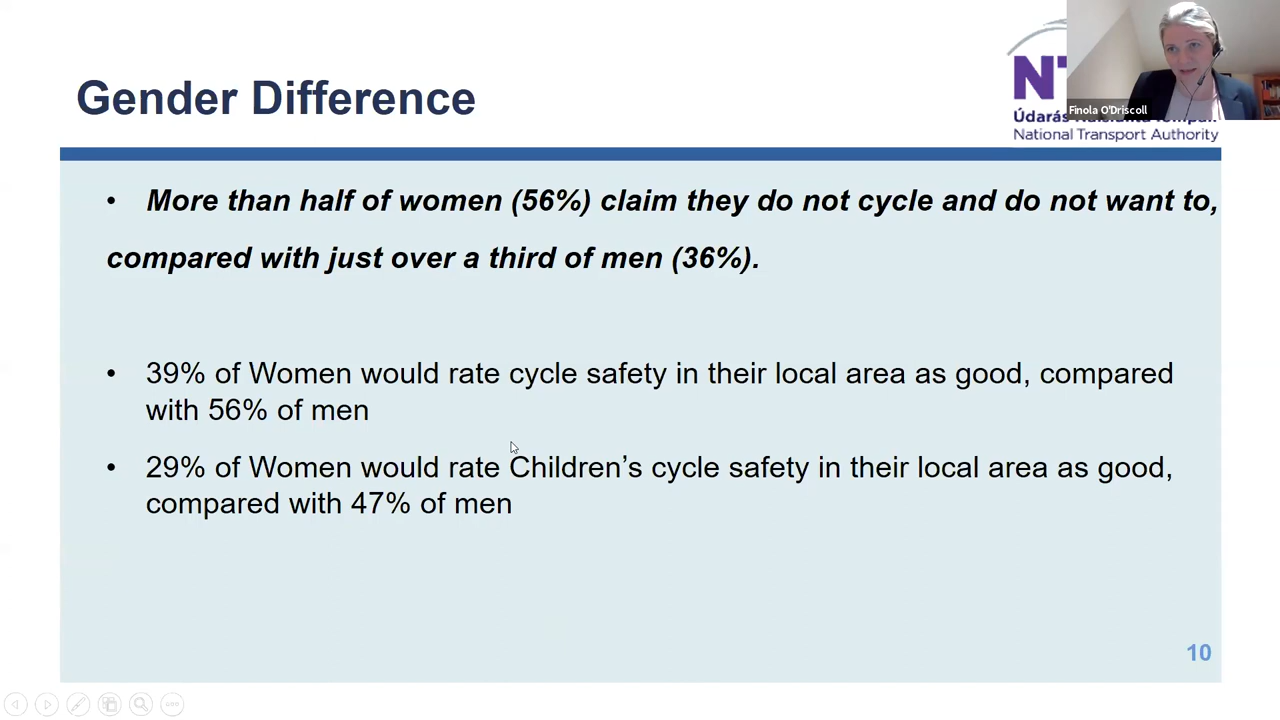 Gender Difference
NT
Finola O'Driscoll
Údarás
National Transport Authority
• More than half of women (56%) claim they do not cycle and do not want to,
compared with just over a third of men (36%).
• 39% of Women would rate cycle safety in their local area as good, compared
with 56% of men
• 29% of Women would rate Children’s cycle safety in their local area as good,
compared with 47% of men
10